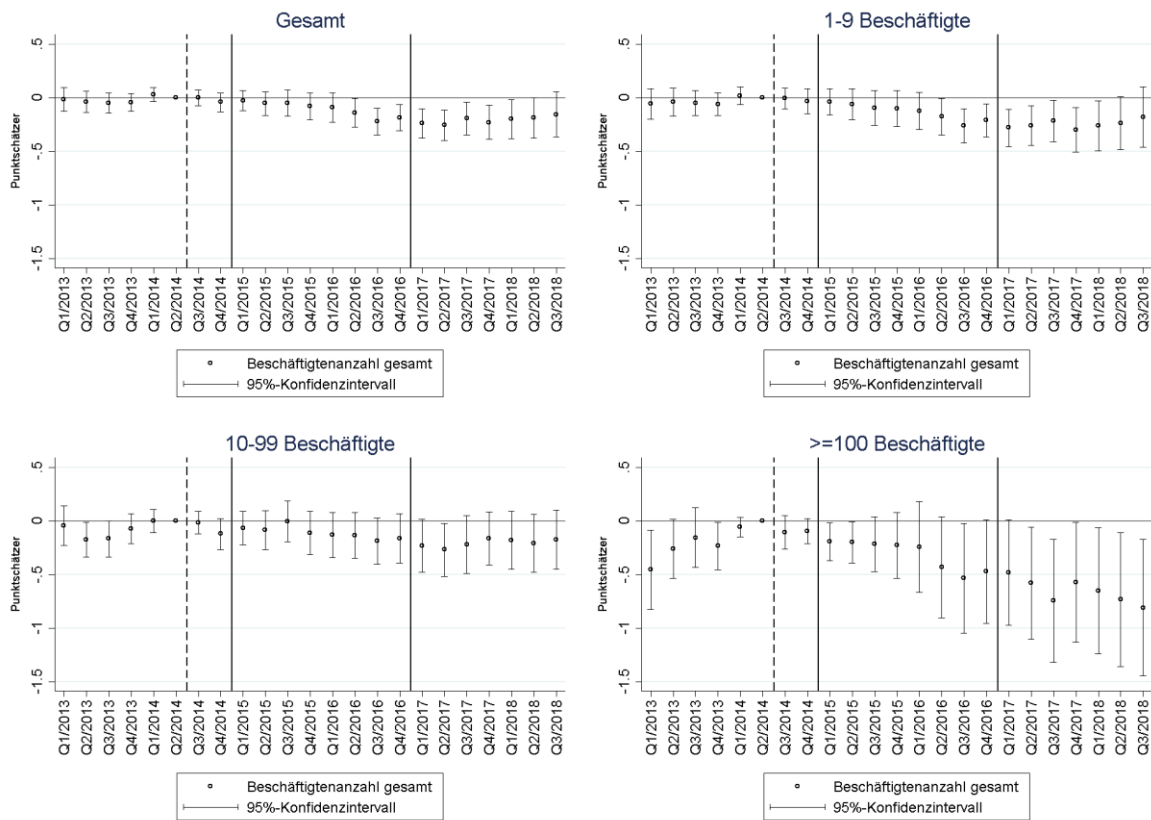 Gesamt
Punktschätzer
.5
0
-.5
-1
-1.5
Q1/2013
Q2/2013
Q3/2013
Q4/2013
Q1/2014
Q2/2014
Q3/2014
Q4/2014
Q1/2015
Q2/2015
Q3/2015
Q4/2015
Q1/2016
Q2/2016
Q3/2016
Q4/2016
Q1/2017
Q2/2017
Q3/2017
Q4/2017
Q1/2018
Q2/2018
Q3/2018
Beschäftigtenanzahl gesamt
95%-Konfidenzintervall
1-9 Beschäftigte
Punktschätzer
.5
0
-.5
-1
-1.5
Q1/2013
Q2/2013
Q3/2013
Q4/2013
Q1/2014
Q2/2014
Q3/2014
Q4/2014
Q1/2015
Q2/2015
Q3/2015
Q4/2015
Q1/2016
Q2/2016
Q3/2016
Q4/2016
Q1/2017
Q2/2017
Q3/2017
Q4/2017
Q1/2018
Q2/2018
Q3/2018
Beschäftigtenanzahl gesamt
95%-Konfidenzintervall
10-99 Beschäftigte
Punktschätzer
.5
0
-.5
-1
-1.5
Q1/2013
Q2/2013
Q3/2013
Q4/2013
Q1/2014
Q2/2014
Q3/2014
Q4/2014
Q1/2015
Q2/2015
Q3/2015
Q4/2015
Q1/2016
Q2/2016
Q3/2016
Q4/2016
Q1/2017
Q2/2017
Q3/2017
Q4/2017
Q1/2018
Q2/2018
Q3/2018
Beschäftigtenanzahl gesamt
95%-Konfidenzintervall
>=100 Beschäftigte
Punktschätzer
.5
0
-.5
-1
-1.5
Q1/2013
Q2/2013
Q3/2013
Q4/2013
Q1/2014
Q2/2014
Q3/2014
Q4/2014
Q1/2015
Q2/2015
Q3/2015
Q4/2015
Q1/2016
Q2/2016
Q3/2016
Q4/2016
Q1/2017
Q2/2017
Q3/2017
Q4/2017
Q1/2018
Q2/2018
Q3/2018
Beschäftigtenanzahl gesamt
95%-Konfidenzintervall